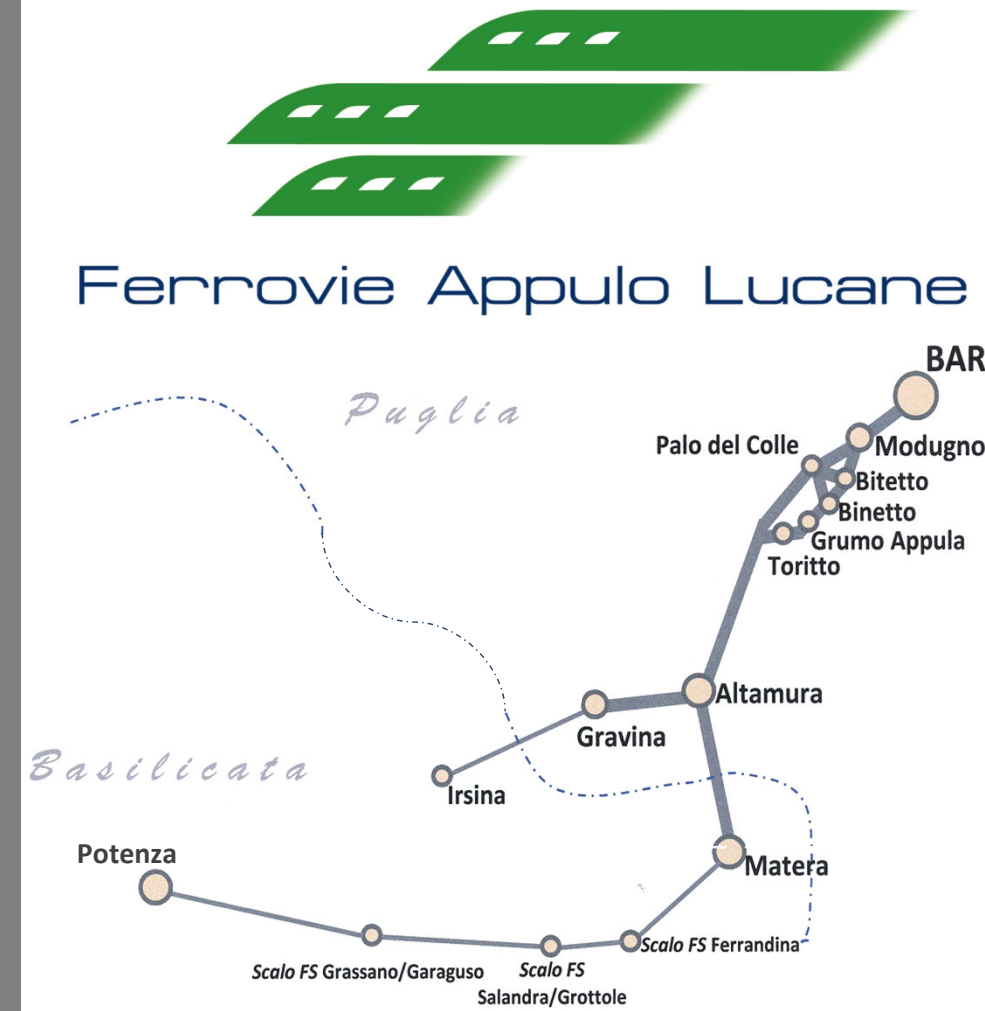 Ferrovie Appulo Lucane
BAR
Puglia
Palo del Colle
Modugno
Bitetto
Binetto
Grumo Appula
Toritto
Altamura
Gravina
Basilicata
Irsina
Potenza
Matera
Scalo FS Ferrandina
Scalo FS Grassano/Garaguso
Scalo FS
Salandra/Grottole